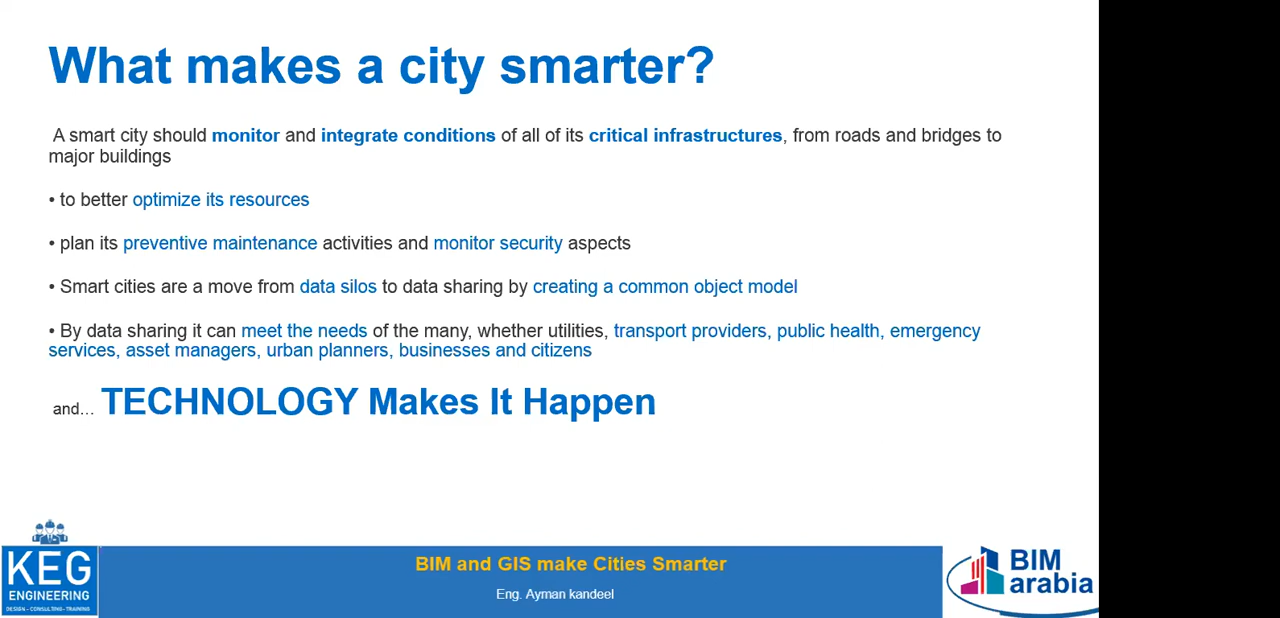 What makes a city smarter?
A smart city should monitor and integrate conditions of all of its critical infrastructures, from roads and bridges to
major buildings
• to better optimize its resources
• plan its preventive maintenance activities and monitor security aspects
• Smart cities are a move from data silos to data sharing by creating a common object model
• By data sharing it can meet the needs of the many, whether utilities, transport providers, public health, emergency
services, asset managers, urban planners, businesses and citizens
and... TECHNOLOGY Makes It Happen
KEG
ENGINEERING
DESIGN - CONSULTING - TRAINING
BIM and GIS make Cities Smarter
Eng. Ayman kandeel
BIM
arabia